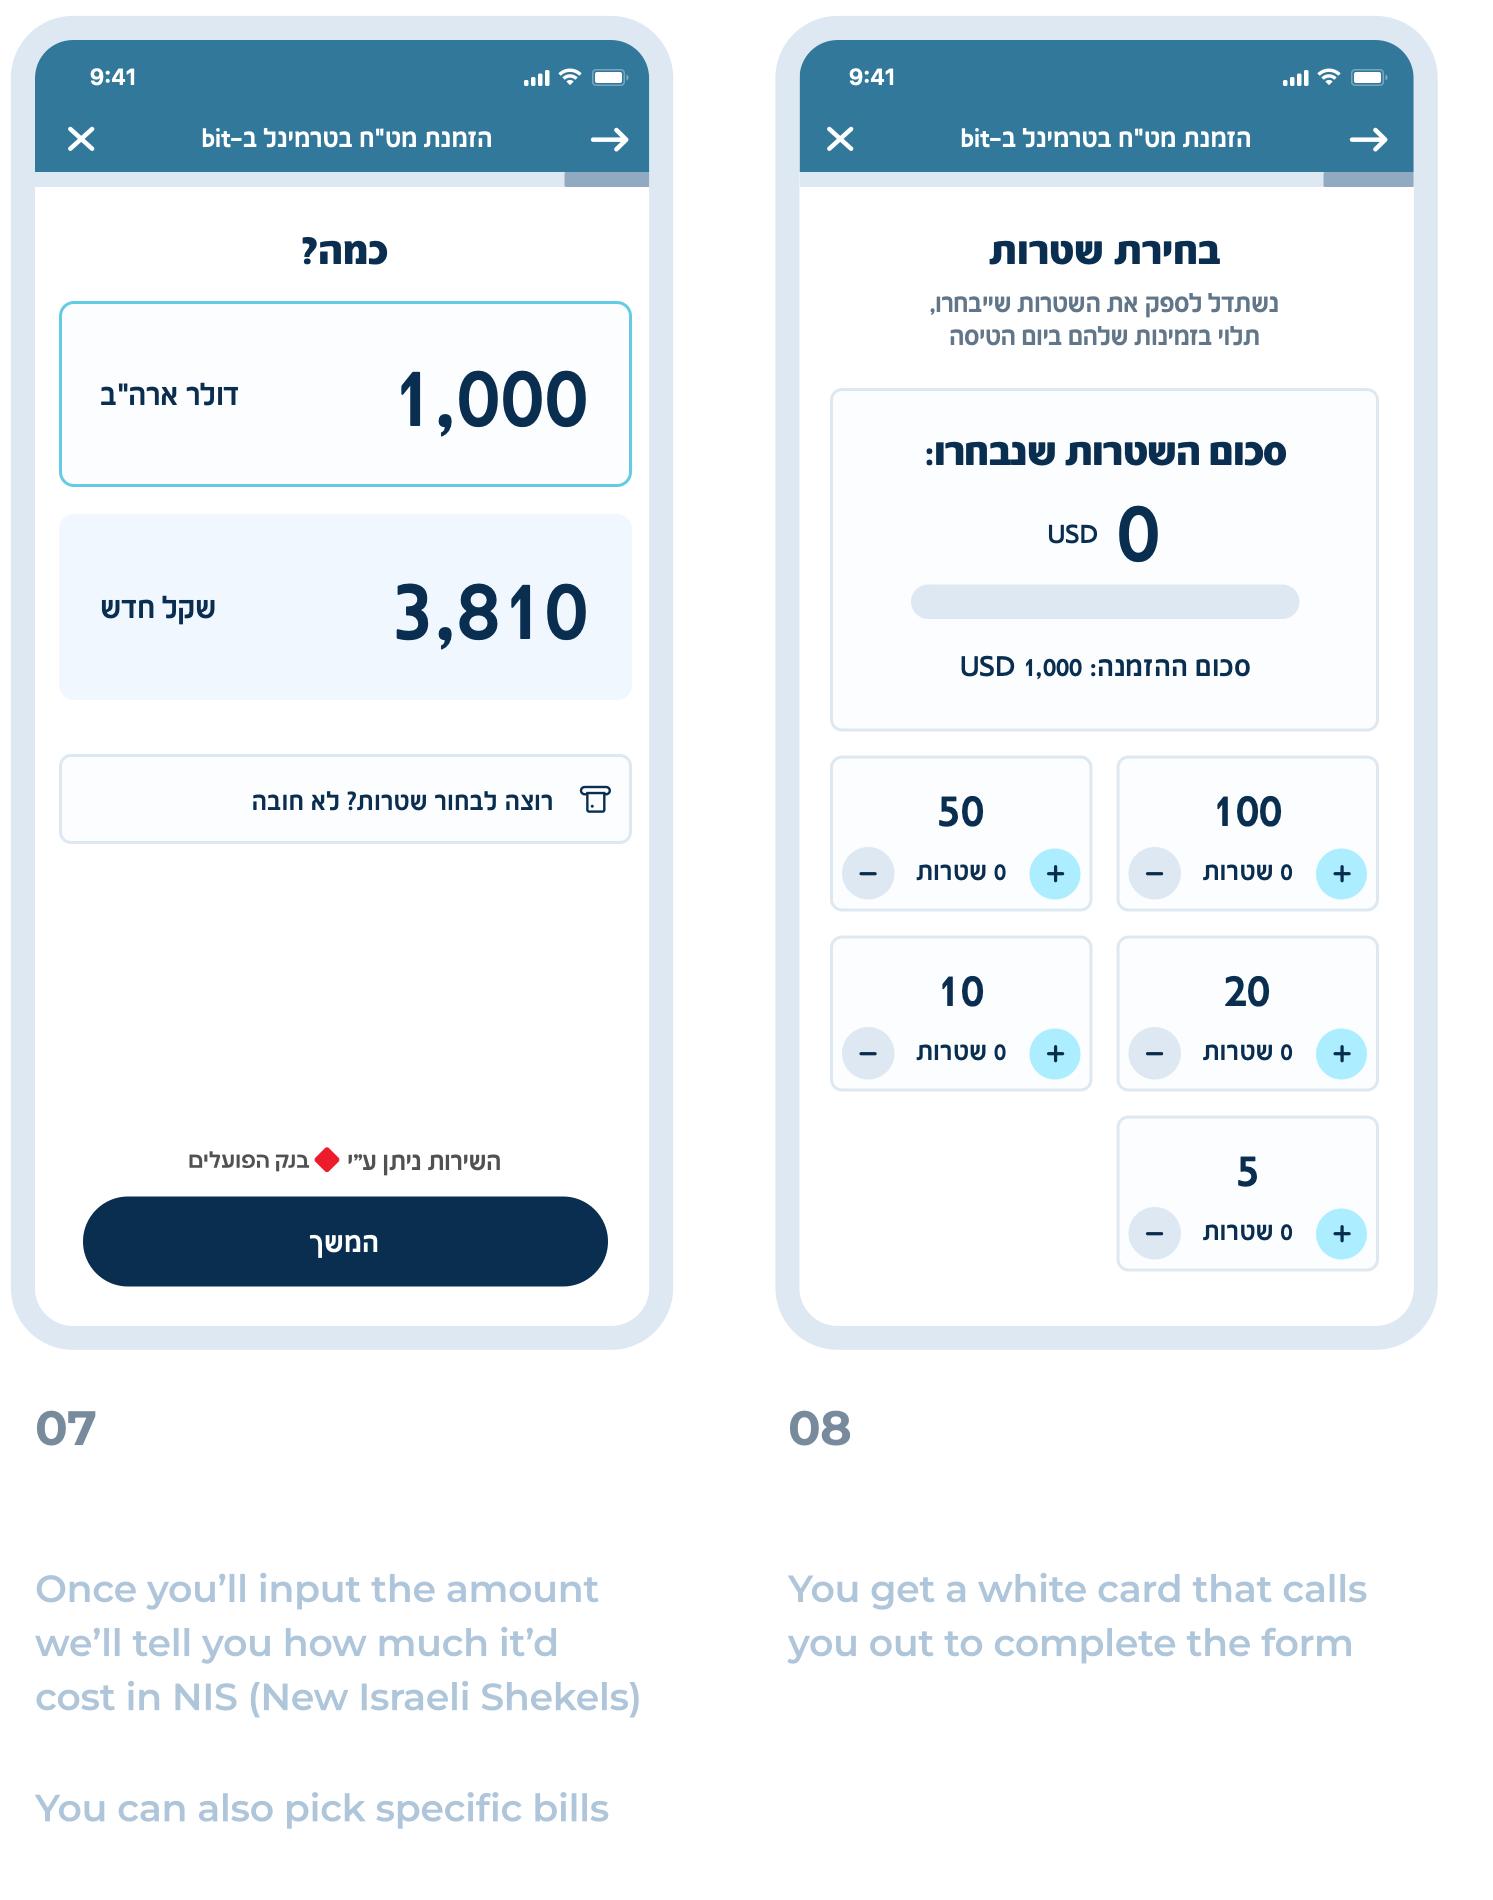 9:41
הזמנת מט"ח בטרמינל ב-bit
כמה?
1,000 דולר ארה"ב
3,810 שקל חדש
רוצה לבחור שטרות? לא חובה
השירות ניתן ע"י בנק הפועלים
המשך
07
Once you’ll input the amount
we’ll tell you how much it’d
cost in NIS (New Israeli Shekels)
You can also pick specific bills
9:41
הזמנת מט"ח בטרמינל ב-bit
בחירת שטרות
נשתדל לספק את השטרות שייבחרו,
תלוי בזמינות שלהם ביום הטיסה
סכום השטרות שנבחרו:
0 USD
סכום ההזמנה: 1,000 USD
100
+ 0 שטרות −
50
+ 0 שטרות −
20
+ 0 שטרות −
10
+ 0 שטרות −
5
+ 0 שטרות −
08
You get a white card that calls
you out to complete the form